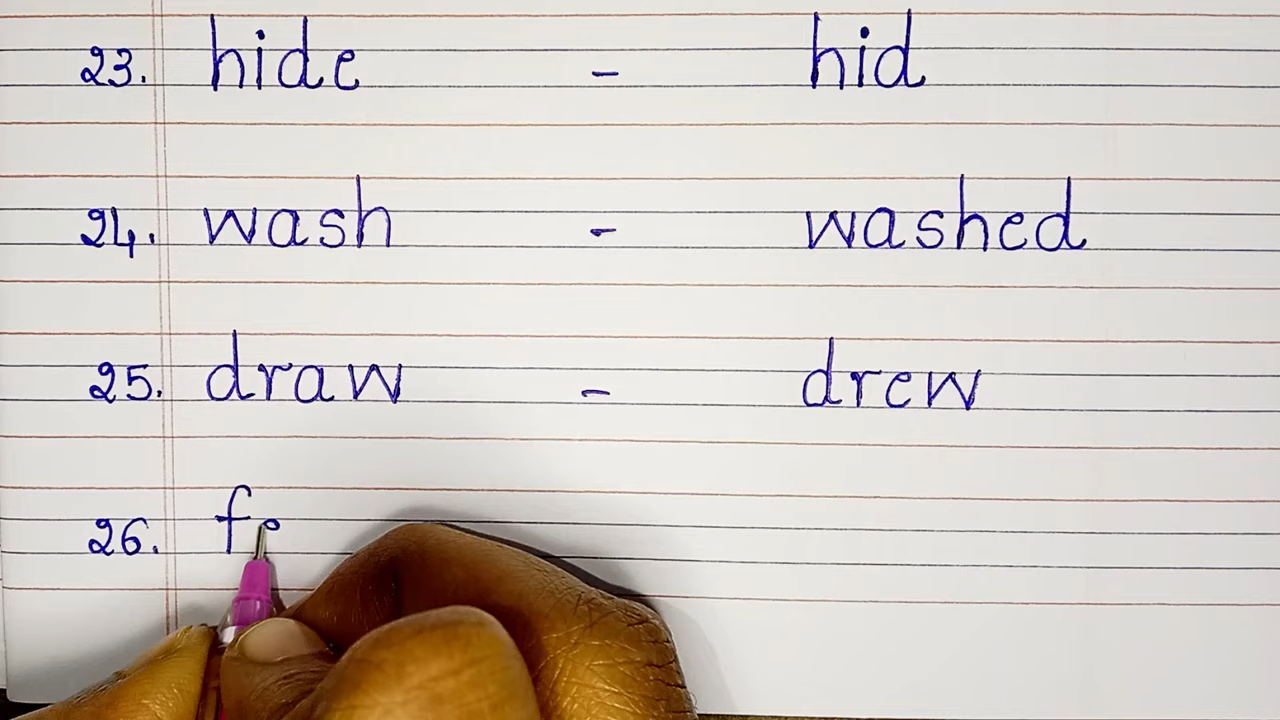 23. hide - hid
24. wash - washed
25. draw - drew
26.